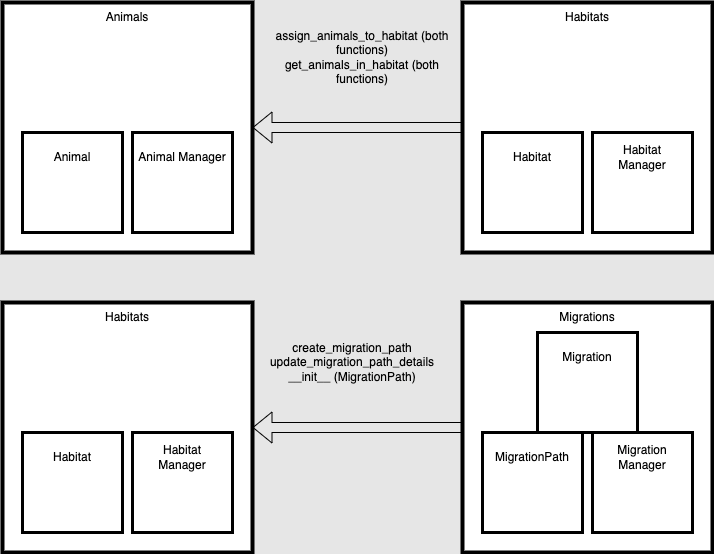 Animals
assign_animals_to_habitat (both
functions)
get_animals_in_habitat (both
functions)
Habitats
Animal
Animal Manager
Habitat
Habitat
Manager
Habitats
create_migration_path
update_migration_path_details
__init__ (MigrationPath)
Migrations
Migration
Habitat
Habitat
Manager
MigrationPath
Migration
Manager